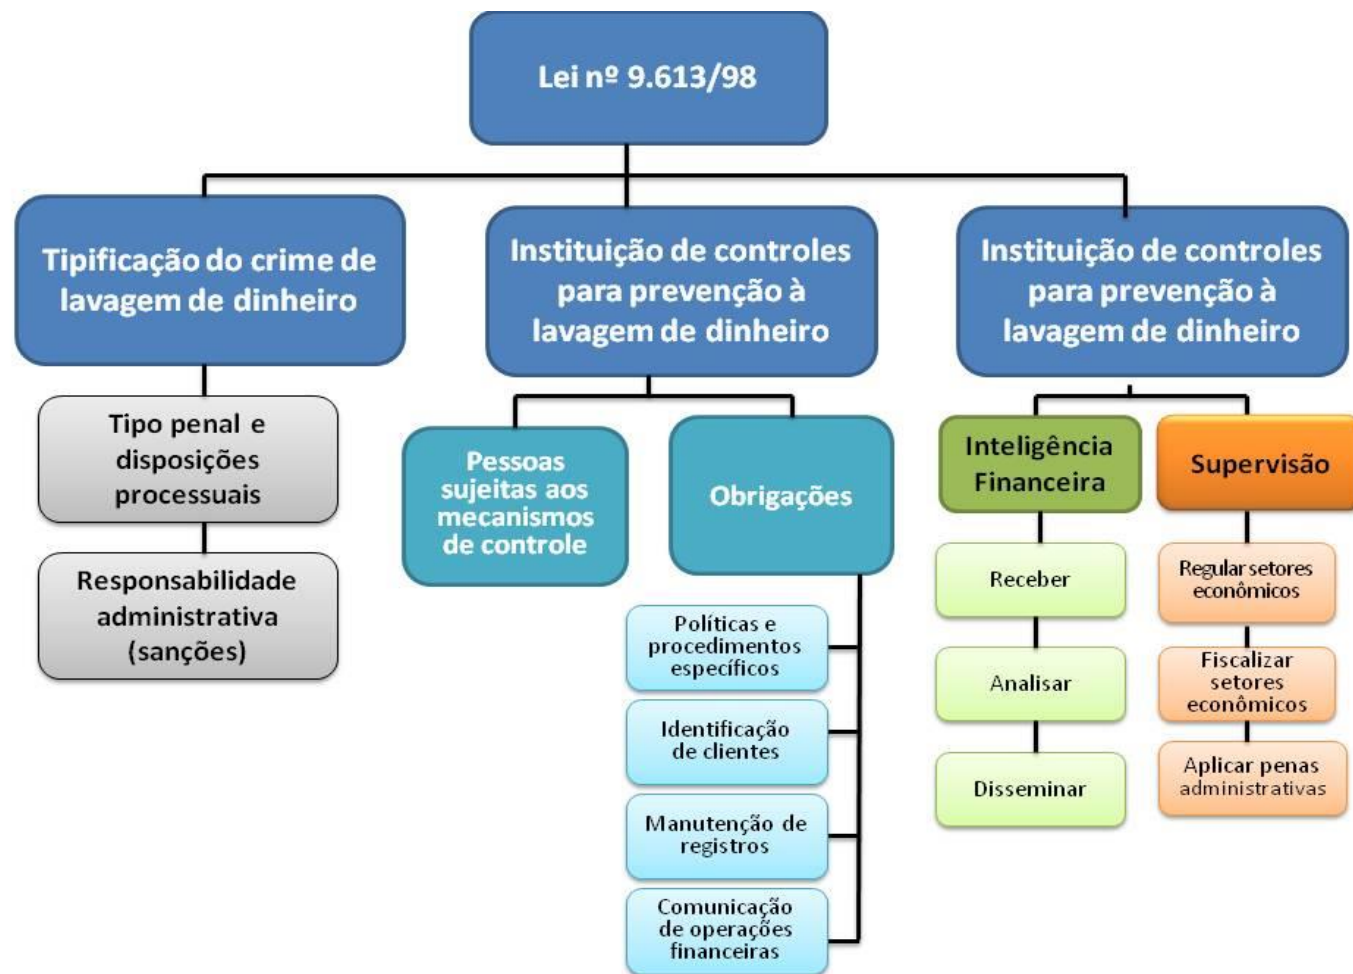 Lei nº 9.613/98
Tipificação do crime de
lavagem de dinheiro
Instituição de controles
para prevenção à
lavagem de dinheiro
Instituição de controles
para prevenção à
lavagem de dinheiro
Tipo penal e
disposições
processuais
Responsabilidade
administrativa
(sanções)
Pessoas
sujeitas aos
mecanismos
de controle
Obrigações
Políticas e
procedimentos
específicos
Identificação
de clientes
Manutenção de
registros
Comunicação
de operações
financeiras
Inteligência
Financeira
Receber
Analisar
Disseminar
Supervisão
Regular setores
econômicos
Fiscalizar
setores
econômicos
Aplicar penas
administrativas